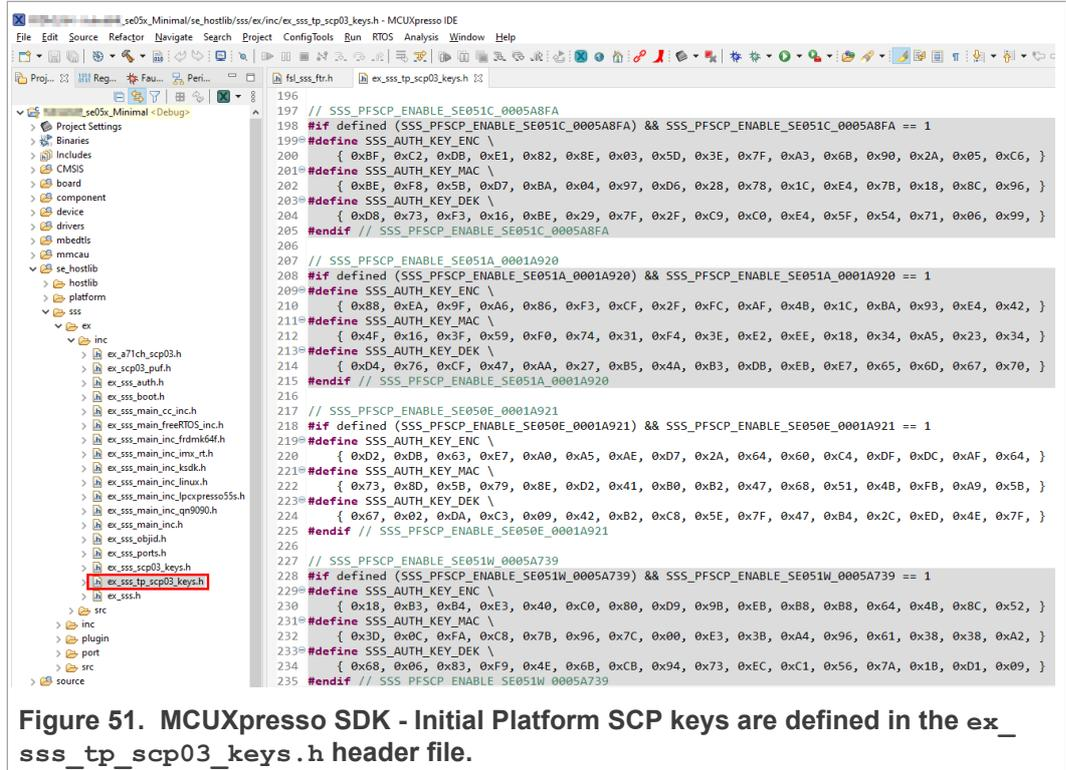 _se05x_Minimal/se_hostlib/sss/ex/inc/ex_sss_tp_scp03_keys.h - MCUXpresso IDE
File Edit Source Refactor Navigate Search Project ConfigTools Run RTOS Analysis Window Help
Proj... Reg... Fau... Peri...
_se05x_Minimal <Debug>
Project Settings
Binaries
Includes
CMSIS
board
component
device
drivers
mbedtls
mmcau
se_hostlib
hostlib
platform
sss
ex
inc
ex_a71ch_scp03.h
ex_scp03_puf.h
ex_sss_auth.h
ex_sss_boot.h
ex_sss_main_cc_inc.h
ex_sss_main_freeRTOS_inc.h
ex_sss_main_inc_frdmk64f.h
ex_sss_main_inc_imx_rt.h
ex_sss_main_inc_ksdk.h
ex_sss_main_inc_linux.h
ex_sss_main_inc_lpcxpresso55s.h
ex_sss_main_inc_qn9090.h
ex_sss_main_inc.h
ex_sss_objid.h
ex_sss_ports.h
ex_sss_scp03_keys.h
ex_sss_tp_scp03_keys.h
ex_sss.h
src
inc
plugin
port
src
source
fsl_sss_ftr.h ex_sss_tp_scp03_keys.h
196
197 // SSS_PFSCP_ENABLE_SE051C_0005A8FA
198 #if defined (SSS_PFSCP_ENABLE_SE051C_0005A8FA) && SSS_PFSCP_ENABLE_SE051C_0005A8FA == 1
199 #define SSS_AUTH_KEY_ENC \
200 { 0xBF, 0xC2, 0xDB, 0xE1, 0x82, 0x8E, 0x03, 0x5D, 0x3E, 0x7F, 0xA3, 0x6B, 0x90, 0x2A, 0x05, 0xC6, }
201 #define SSS_AUTH_KEY_MAC \
202 { 0xBE, 0xF8, 0x5B, 0xD7, 0xBA, 0x04, 0x97, 0xD6, 0x28, 0x78, 0x1C, 0xE4, 0x7B, 0x18, 0x8C, 0x96, }
203 #define SSS_AUTH_KEY_DEK \
204 { 0xD8, 0x73, 0xF3, 0x16, 0xBE, 0x29, 0x7F, 0x2F, 0xC9, 0xC0, 0xE4, 0x5F, 0x54, 0x71, 0x06, 0x99, }
205 #endif // SSS_PFSCP_ENABLE_SE051C_0005A8FA
206
207 // SSS_PFSCP_ENABLE_SE051A_0001A920
208 #if defined (SSS_PFSCP_ENABLE_SE051A_0001A920) && SSS_PFSCP_ENABLE_SE051A_0001A920 == 1
209 #define SSS_AUTH_KEY_ENC \
210 { 0x88, 0xEA, 0x9F, 0xA6, 0x86, 0xF3, 0xCF, 0x2F, 0xFC, 0xAF, 0x4B, 0x1C, 0xBA, 0x93, 0xE4, 0x42, }
211 #define SSS_AUTH_KEY_MAC \
212 { 0x4F, 0x16, 0x3F, 0x59, 0xF0, 0x74, 0x31, 0xF4, 0x3E, 0xE2, 0xEE, 0x18, 0x34, 0xA5, 0x23, 0x34, }
213 #define SSS_AUTH_KEY_DEK \
214 { 0xD4, 0x76, 0xCF, 0x47, 0xAA, 0x27, 0xB5, 0x4A, 0xB3, 0xDB, 0xEB, 0xE7, 0x65, 0x6D, 0x67, 0x70, }
215 #endif // SSS_PFSCP_ENABLE_SE051A_0001A920
216
217 // SSS_PFSCP_ENABLE_SE050E_0001A921
218 #if defined (SSS_PFSCP_ENABLE_SE050E_0001A921) && SSS_PFSCP_ENABLE_SE050E_0001A921 == 1
219 #define SSS_AUTH_KEY_ENC \
220 { 0xD2, 0xDB, 0x63, 0xE7, 0xA0, 0xA5, 0xAE, 0xD7, 0x2A, 0x64, 0x60, 0xC4, 0xDF, 0xDC, 0xAF, 0x64, }
221 #define SSS_AUTH_KEY_MAC \
222 { 0x73, 0x8D, 0x5B, 0x79, 0x8E, 0xD2, 0x41, 0xB0, 0xB2, 0x47, 0x68, 0x51, 0x4B, 0xFB, 0xA9, 0x5B, }
223 #define SSS_AUTH_KEY_DEK \
224 { 0x67, 0x02, 0xDA, 0xC3, 0x09, 0x42, 0xB2, 0xC8, 0x5E, 0x7F, 0x47, 0xB4, 0x2C, 0xED, 0x4E, 0x7F, }
225 #endif // SSS_PFSCP_ENABLE_SE050E_0001A921
226
227 // SSS_PFSCP_ENABLE_SE051W_0005A739
228 #if defined (SSS_PFSCP_ENABLE_SE051W_0005A739) && SSS_PFSCP_ENABLE_SE051W_0005A739 == 1
229 #define SSS_AUTH_KEY_ENC \
230 { 0x18, 0xB3, 0xB4, 0xE3, 0x40, 0xC0, 0x80, 0xD9, 0x9B, 0xEB, 0xB8, 0xB8, 0x64, 0x4B, 0x8C, 0x52, }
231 #define SSS_AUTH_KEY_MAC \
232 { 0x3D, 0x0C, 0xFA, 0xC8, 0x7B, 0x96, 0x7C, 0x00, 0xE3, 0x3B, 0xA4, 0x96, 0x61, 0x38, 0x38, 0xA2, }
233 #define SSS_AUTH_KEY_DEK \
234 { 0x68, 0x06, 0x83, 0xF9, 0x4E, 0x6B, 0xCB, 0x94, 0x73, 0xEC, 0xC1, 0x56, 0x7A, 0x1B, 0xD1, 0x09, }
235 #endif // SSS_PFSCP_ENABLE_SE051W_0005A739
Figure 51. MCUXpresso SDK - Initial Platform SCP keys are defined in the ex_
sss_tp_scp03_keys.h header file.